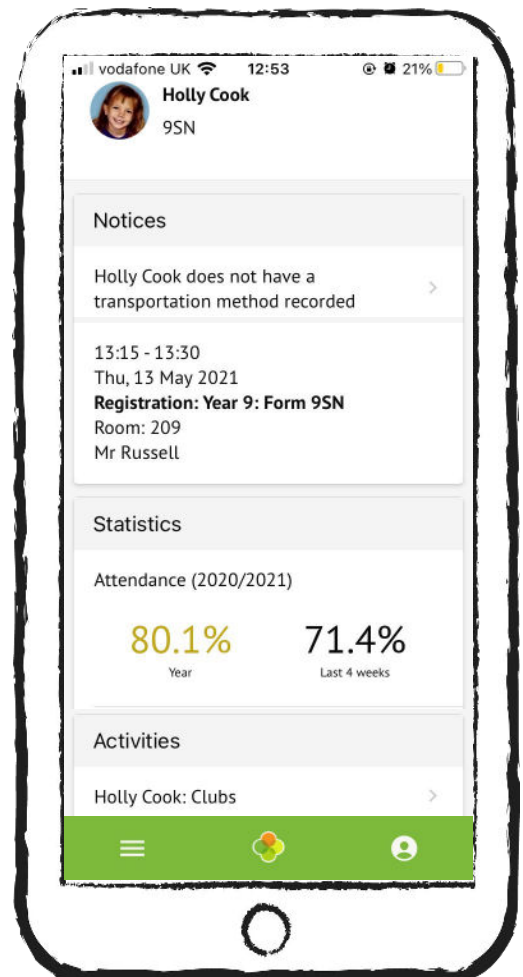 vodafone UK 12:53 21%
Holly Cook
9SN
Notices
Holly Cook does not have a
transportation method recorded
13:15 - 13:30
Thu, 13 May 2021
Registration: Year 9: Form 9SN
Room: 209
Mr Russell
Statistics
Attendance (2020/2021)
80.1% 71.4%
Year Last 4 weeks
Activities
Holly Cook: Clubs